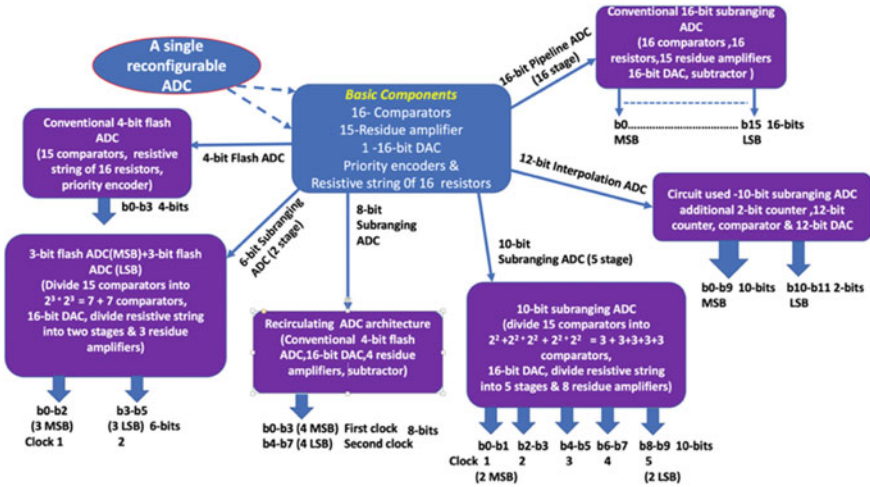 A single
reconfigurable
ADC
Basic Components
16- Comparators
15-Residue amplifier
1 -16-bit DAC
Priority encoders &
Resistive string 0f 16 resistors
16-bit Pipeline ADC
(16 stage)
Conventional 16-bit subranging
ADC
(16 comparators ,16
resistors,15 residue amplifiers
16-bit DAC, subtractor )
b0............................ b15 16-bits
MSB LSB
4-bit Flash ADC
Conventional 4-bit flash
ADC
(15 comparators, resistive
string of 16 resistors,
priority encoder)
b0-b3 4-bits
12-bit Interpolation ADC
Circuit used -10-bit subranging ADC
additional 2-bit counter ,12-bit
counter, comparator & 12-bit DAC
b0-b9 10-bits b10-b11 2-bits
MSB LSB
6-bit Subranging
ADC (2 stage)
3-bit flash ADC(MSB)+3-bit flash
ADC (LSB)
(Divide 15 comparators into
2³ + 2³ = 7 + 7 comparators,
16-bit DAC, divide resistive string
into two stages & 3 residue
amplifiers)
b0-b2 b3-b5
(3 MSB) (3 LSB) 6-bits
Clock 1 2
8-bit
Subranging
ADC
Recirculating ADC architecture
(Conventional 4-bit flash
ADC,16-bit DAC,4 residue
amplifiers, subtractor)
b0-b3 (4 MSB) First clock 8-bits
b4-b7 (4 LSB) Second clock
10-bit
Subranging ADC (5 stage)
10-bit subranging ADC
(divide 15 comparators into
2² +2² + 2² + 2² + 2² = 3 + 3+3+3+3
comparators,
16-bit DAC, divide resistive string
into 5 stages & 8 residue amplifiers)
b0-b1 b2-b3 b4-b5 b6-b7 b8-b9 10-bits
Clock 1 2 3 4 5
(2 MSB) (2 LSB)